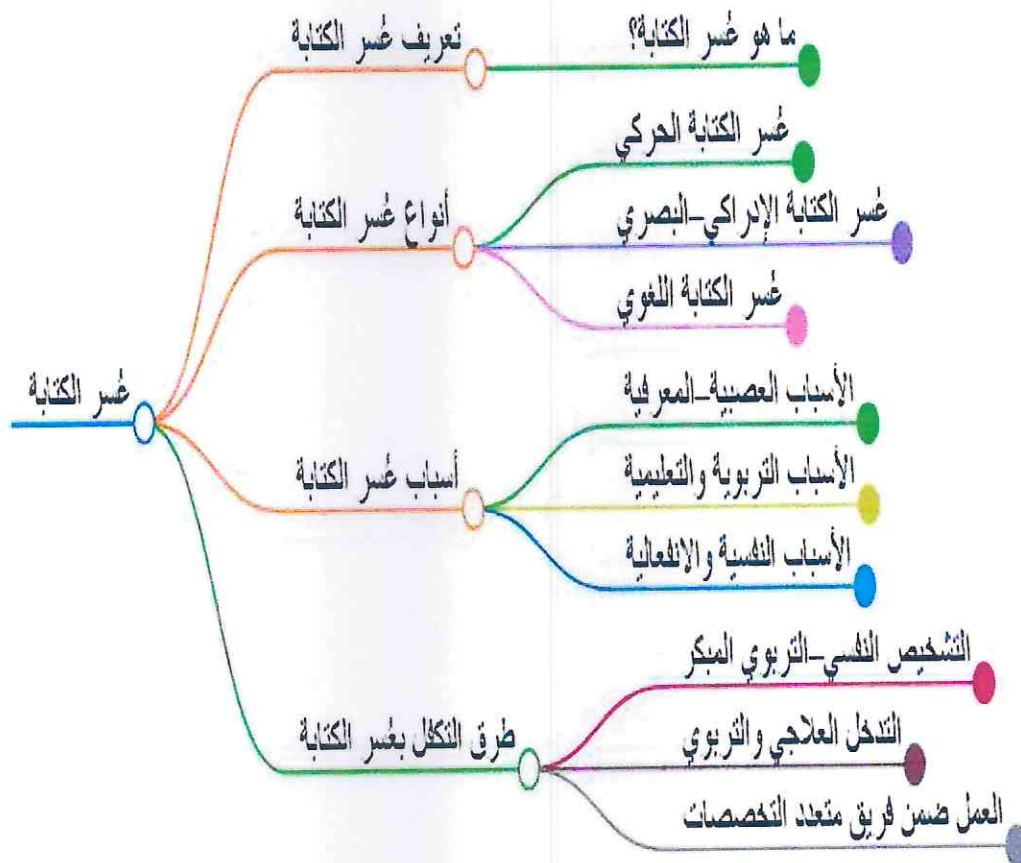 عُسر الكتابة
تعريف عُسر الكتابة
ما هو عُسر الكتابة؟
أنواع عُسر الكتابة
عُسر الكتابة الحركي
عُسر الكتابة الإدراكي-البصري
عُسر الكتابة اللغوي
أسباب عُسر الكتابة
الأسباب العصبية-المعرفية
الأسباب التربوية والتعليمية
الأسباب النفسية والانفعالية
طرق التكفل بعُسر الكتابة
التشخيص النفسي-التربوي المبكر
التدخل العلاجي والتربوي
العمل ضمن فريق متعدد التخصصات